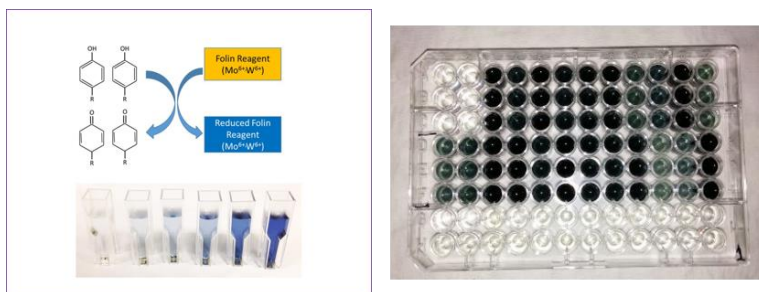 OH
OH
Folin Reagent
(Mo⁶⁺W⁶⁺)
R
R
O
O
Reduced Folin
Reagent
(Mo⁶⁺W⁶⁺)
R
R